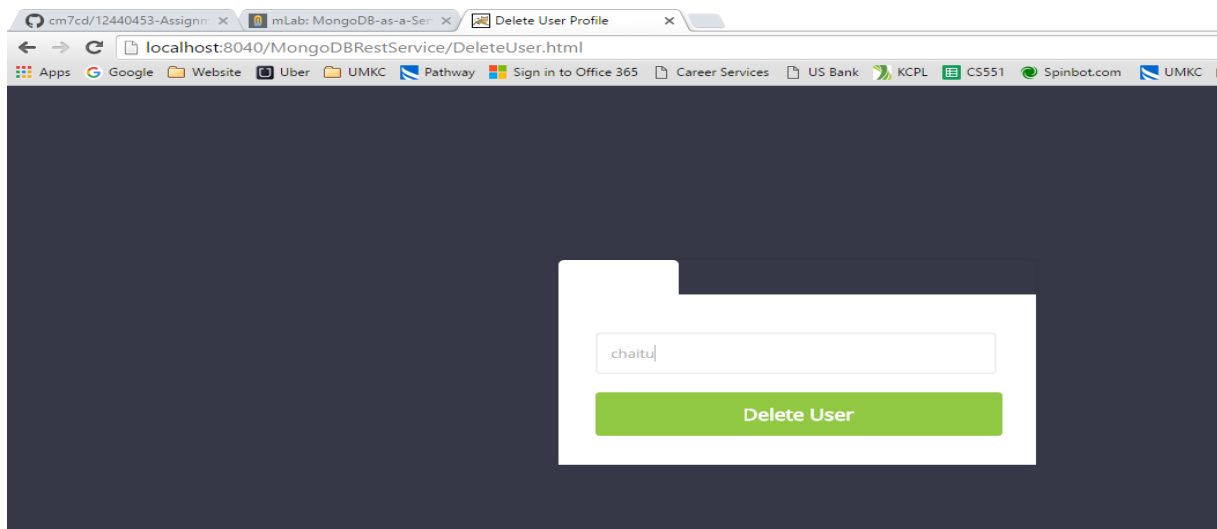 cm7cd/12440453-Assignm
mLab: MongoDB-as-a-Ser
Delete User Profile
localhost:8040/MongoDBRestService/DeleteUser.html
Apps Google Website Uber UMKC Pathway Sign in to Office 365 Career Services US Bank KCPL CS551 Spinbot.com UMKC
chaitu
Delete User